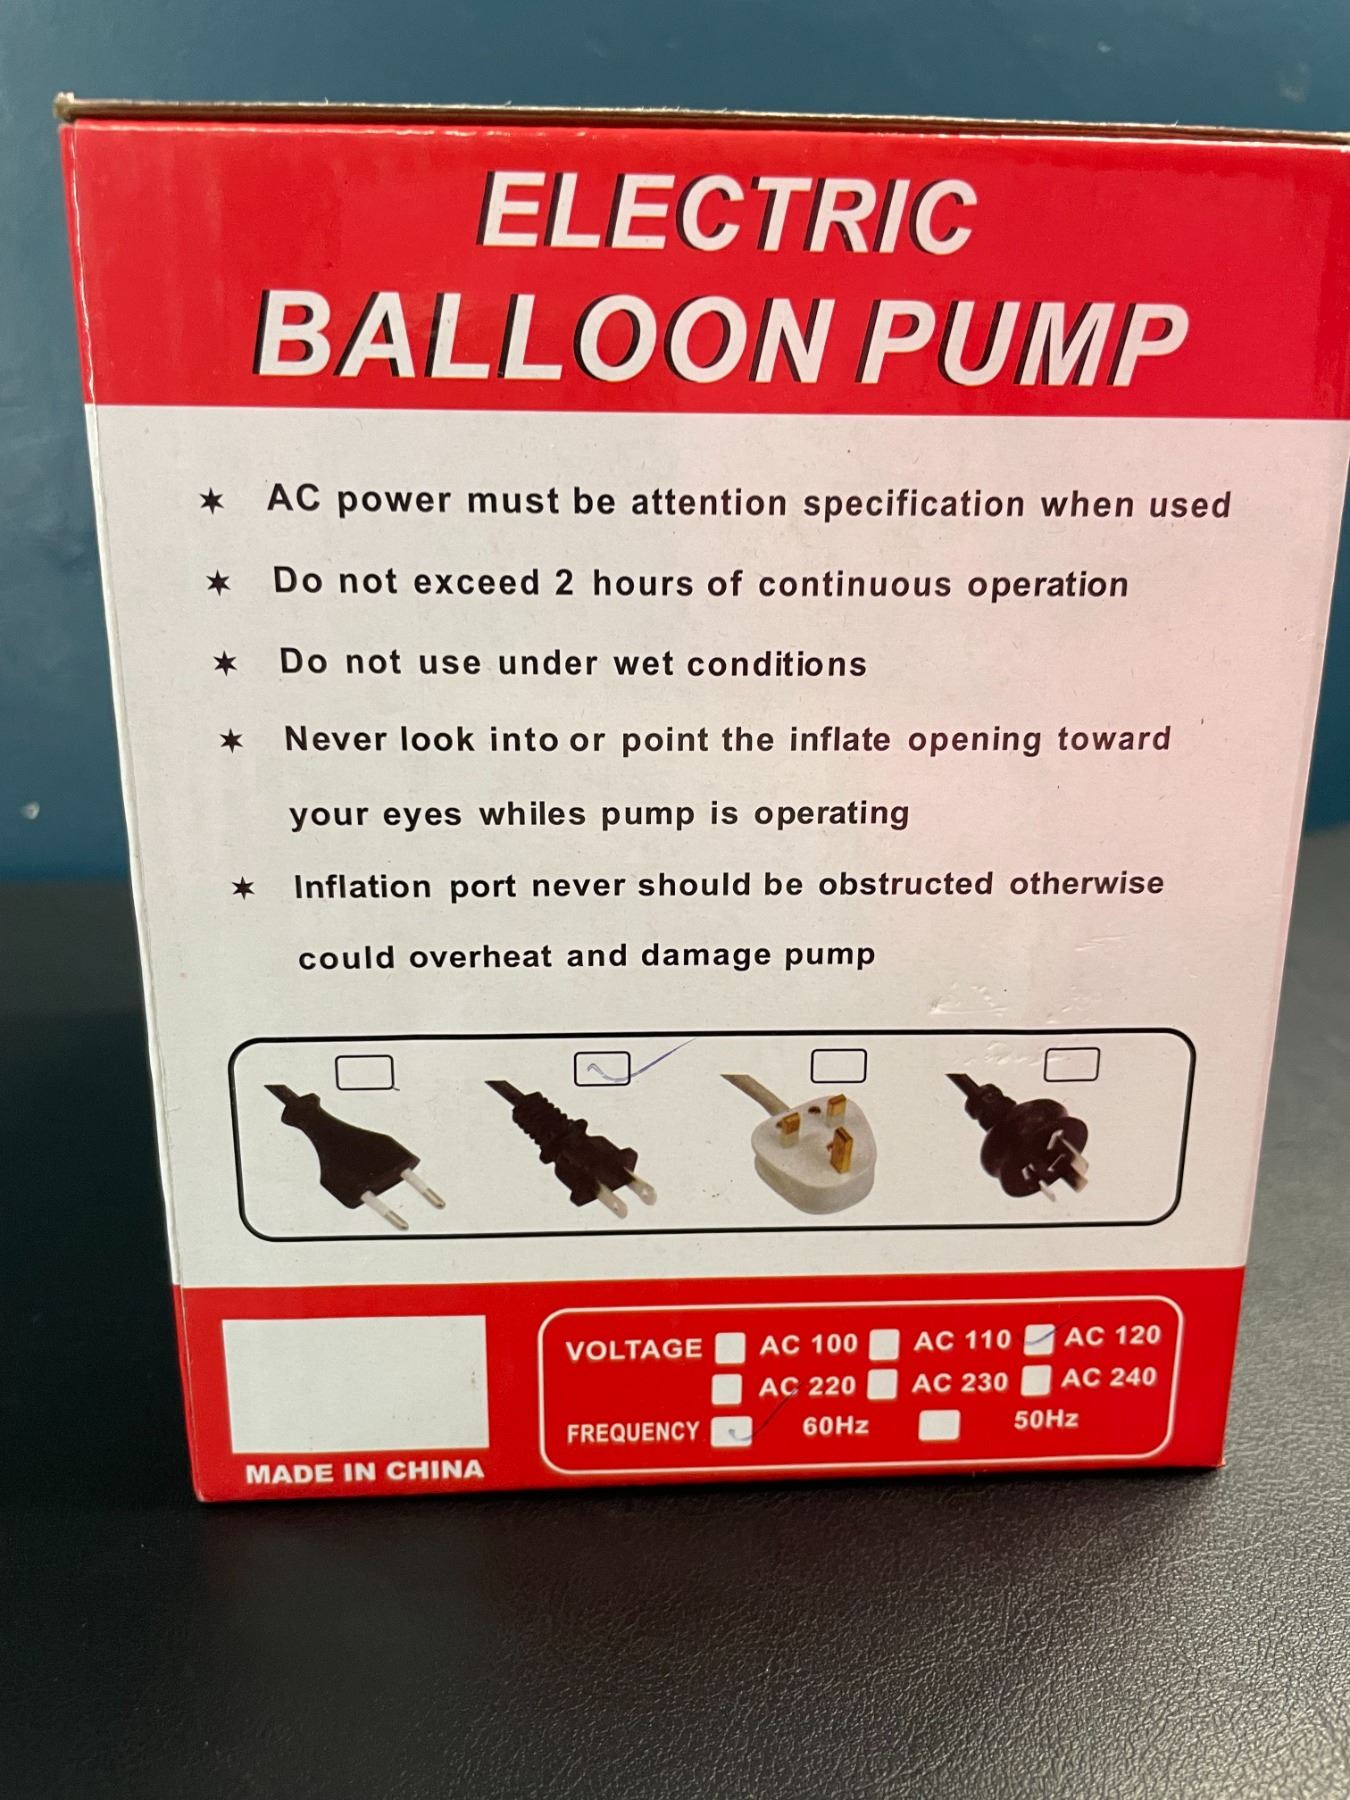 ELECTRIC
BALLOON PUMP
✶ AC power must be attention specification when used
✶ Do not exceed 2 hours of continuous operation
✶ Do not use under wet conditions
✶ Never look into or point the inflate opening toward
your eyes whiles pump is operating
✶ Inflation port never should be obstructed otherwise
could overheat and damage pump
VOLTAGE AC 100 AC 110 AC 120
AC 220 AC 230 AC 240
FREQUENCY 60Hz 50Hz
MADE IN CHINA